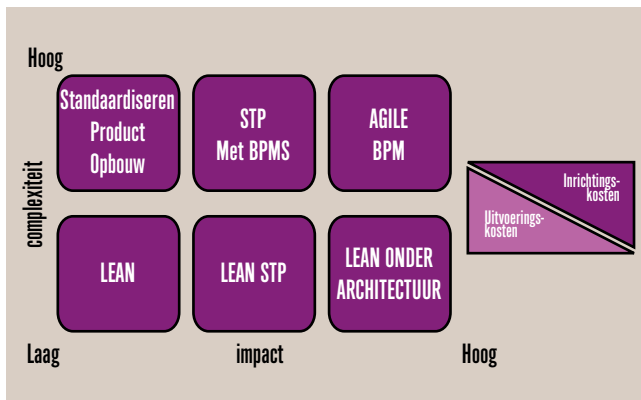 Hoog
Standaardiseren
Product
Opbouw
STP
Met BPMS
AGILE
BPM
complexiteit
Inrichtings-
kosten
Uitvoerings-
kosten
LEAN
LEAN STP
LEAN ONDER
ARCHITECTUUR
Laag
impact
Hoog